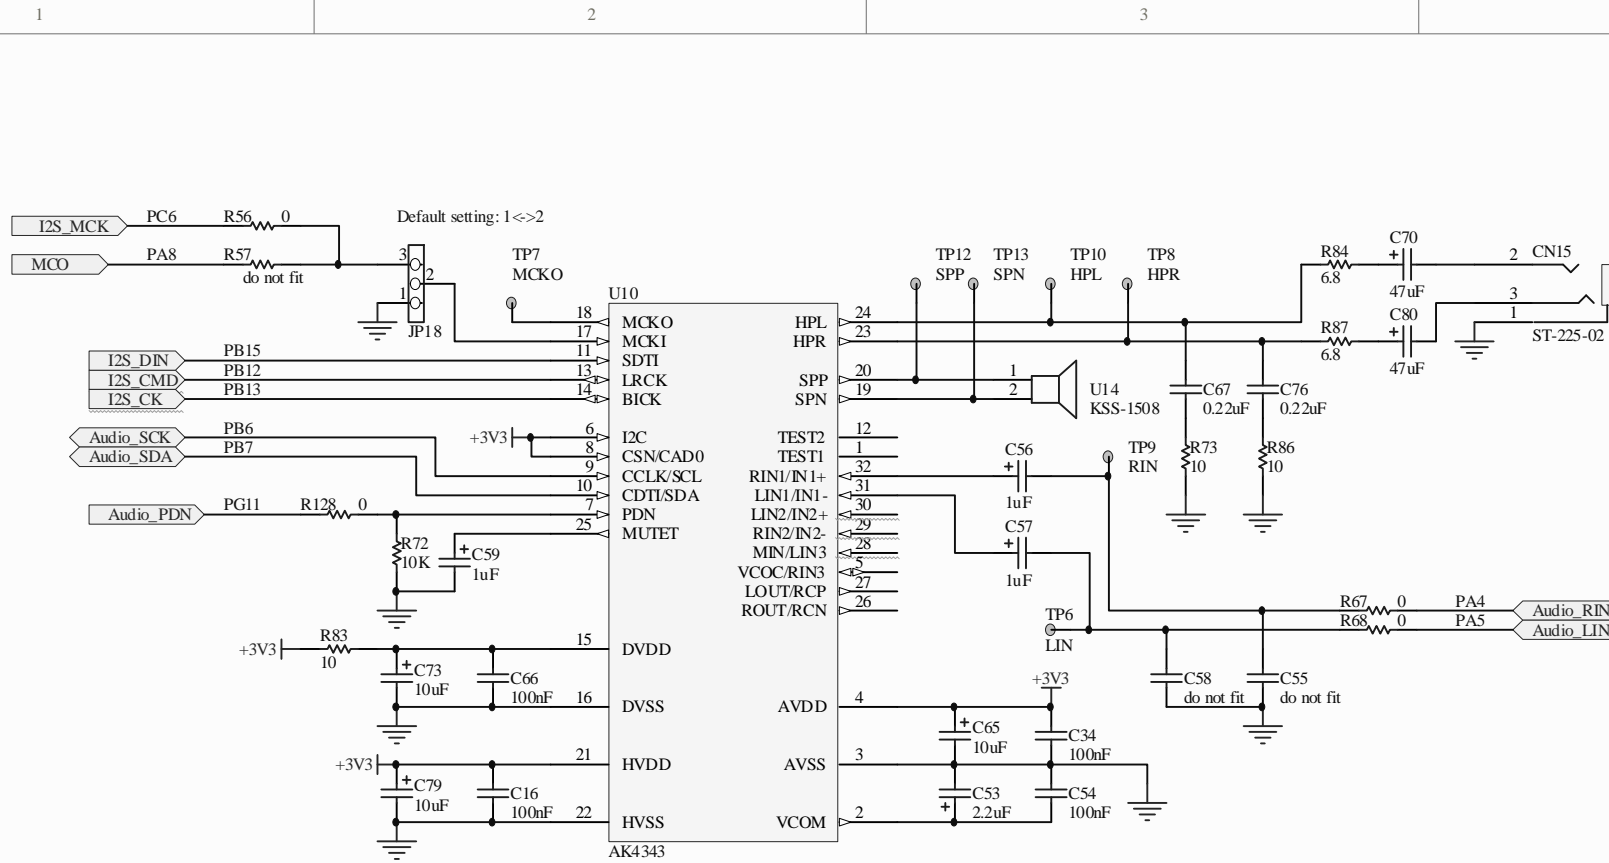 1 2 3
I2S_MCK PC6 R56 0
Default setting: 1<->2
MCO PA8 R57
do not fit
3
2
1
JP18
TP7
MCKO
TP12
SPP
TP13
SPN
TP10
HPL
TP8
HPR
R84
6.8
C70
+
47uF
2 CN15
3
1
ST-225-02
R87
6.8
C80
+
47uF
U10
18 MCKO
17 MCKI
I2S_DIN PB15 11 SDTI
I2S_CMD PB12 13 LRCK
I2S_CK PB13 14 BICK
Audio_SCK PB6
Audio_SDA PB7
+3V3
6 I2C
8 CSN/CAD0
9 CCLK/SCL
10 CDTI/SDA
Audio_PDN PG11 R128 0 7 PDN
25 MUTET
R72
10K
+
C59
1uF
+3V3
R83
10
15 DVDD
+
C73
10uF
C66
100nF
16 DVSS
+3V3
21 HVDD
+
C79
10uF
C16
100nF
22 HVSS
AK4343
HPL 24
HPR 23
SPP 20
SPN 19
1
2
U14
KSS-1508
C67
0.22uF
C76
0.22uF
R73
10
R86
10
TEST2 12
TEST1 1
RIN1/IN1+ 32
LIN1/IN1- 31
LIN2/IN2+ 30
RIN2/IN2- 29
MIN/LIN3 28
VCOC/RIN3 5
LOUT/RCP 27
ROUT/RCN 26
C56
+
1uF
C57
+
1uF
TP9
RIN
TP6
LIN
R67 0 PA4 Audio_RIN
R68 0 PA5 Audio_LIN
C58
do not fit
C55
do not fit
+3V3
AVDD 4
+
C65
10uF
C34
100nF
AVSS 3
C53
+
2.2uF
C54
100nF
VCOM 2